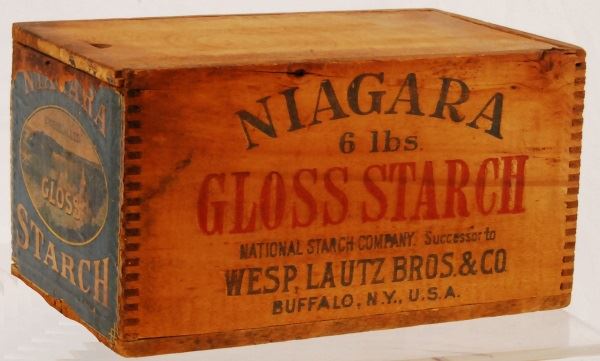 NIAGARA
GLOSS
STARCH
NIAGARA
6 lbs.
GLOSS STARCH
NATIONAL STARCH COMPANY. Successor to
WESP, LAUTZ BROS. & CO.
BUFFALO, N.Y., U.S.A.